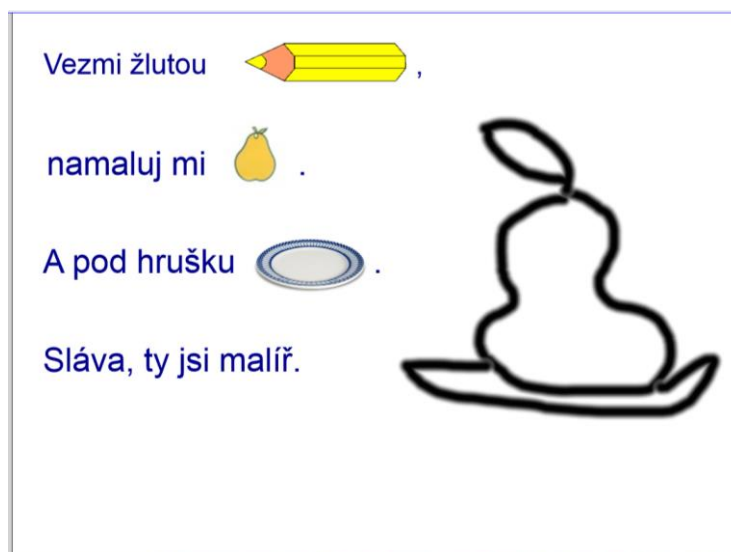 Vezmi žlutou ,
namaluj mi .
A pod hrušku .
Sláva, ty jsi malíř.